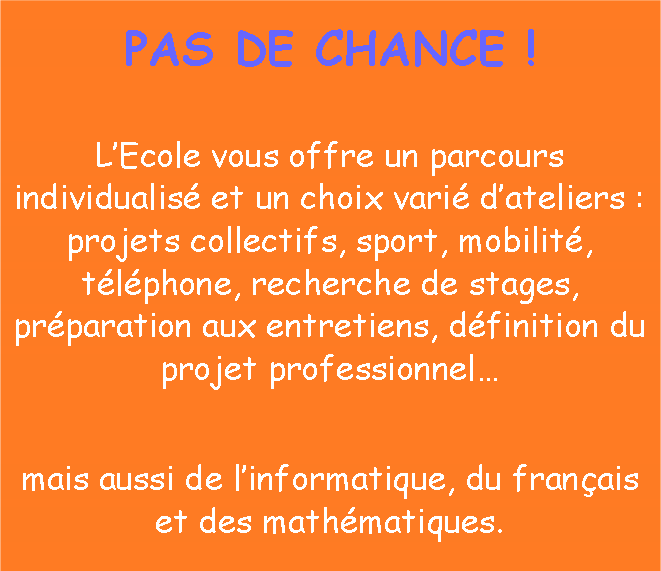 PAS DE CHANCE !
L’Ecole vous offre un parcours
individualisé et un choix varié d’ateliers :
projets collectifs, sport, mobilité,
téléphone, recherche de stages,
préparation aux entretiens, définition du
projet professionnel…
mais aussi de l’informatique, du français
et des mathématiques.